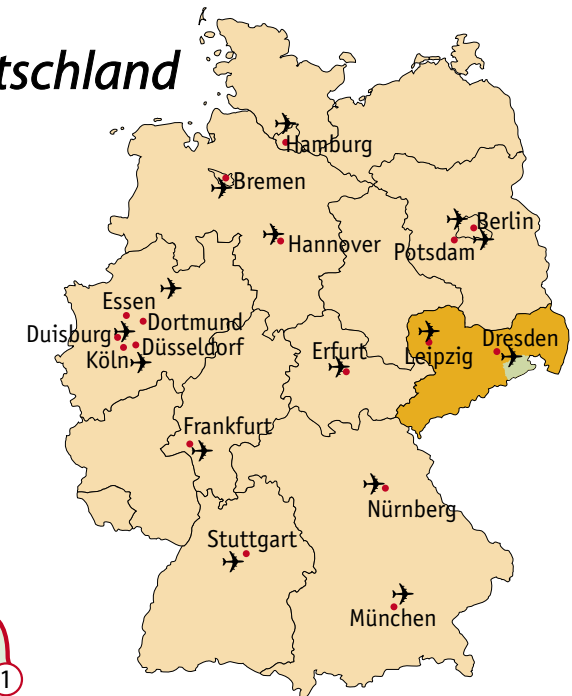 tschland
Hamburg
Bremen
Berlin
Hannover
Potsdam
Essen
Dortmund
Duisburg
Düsseldorf
Köln
Erfurt
Leipzig
Dresden
Frankfurt
Nürnberg
Stuttgart
München
1